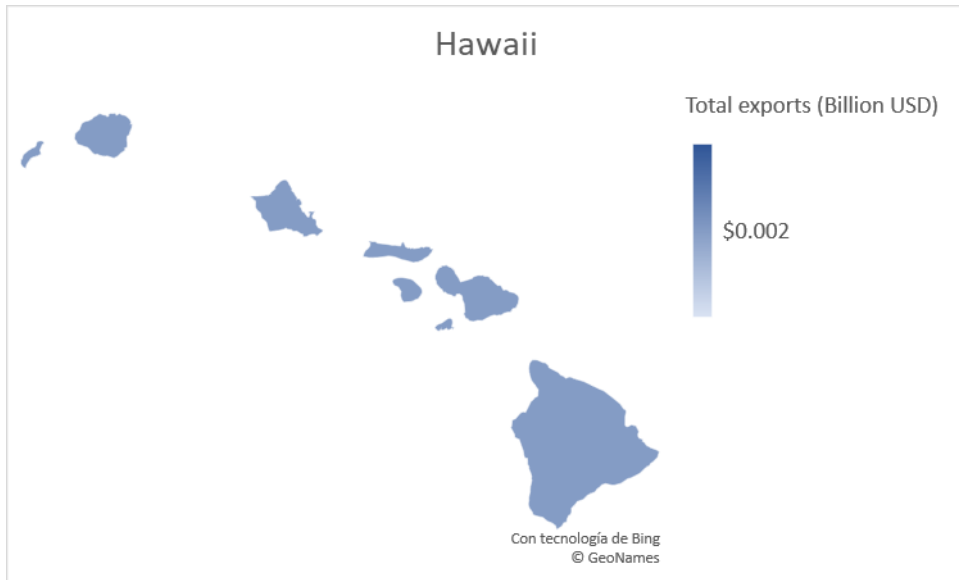 Hawaii
Total exports (Billion USD)
$0.002
Con tecnología de Bing
© GeoNames